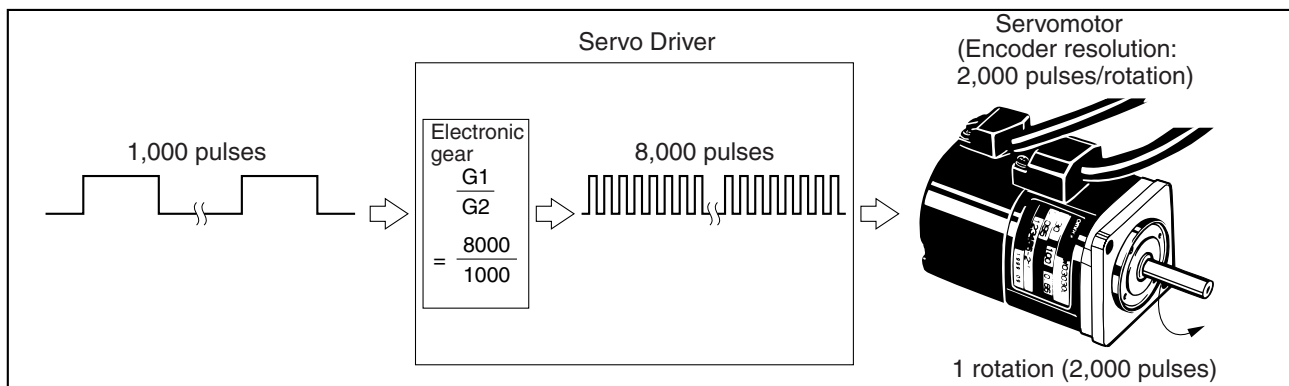 Servomotor
(Encoder resolution:
2,000 pulses/rotation)
Servo Driver
1,000 pulses
Electronic
gear
G1
G2
= 8000
1000
8,000 pulses
1 rotation (2,000 pulses)